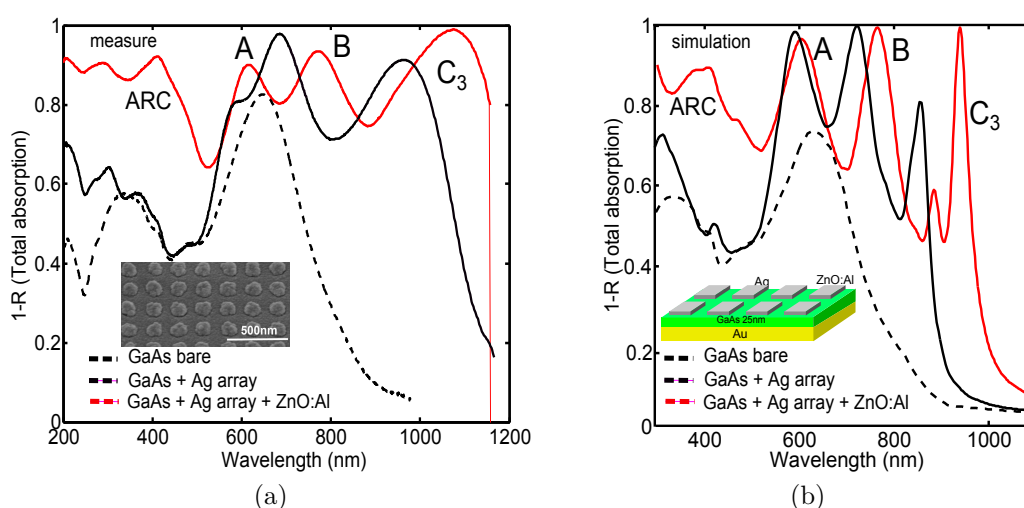 measure
A
B
C3
ARC
1
0.8
0.6
0.4
0.2
0
1-R (Total absorption)
500nm
GaAs bare
GaAs + Ag array
GaAs + Ag array + ZnO:Al
200 400 600 800 1000 1200
Wavelength (nm)
(a)
simulation
A
B
C3
ARC
1
0.8
0.6
0.4
0.2
0
1-R (Total absorption)
Ag
ZnO:Al
GaAs 25nm
Au
GaAs bare
GaAs + Ag array
GaAs + Ag array + ZnO:Al
400 600 800 1000
Wavelength (nm)
(b)